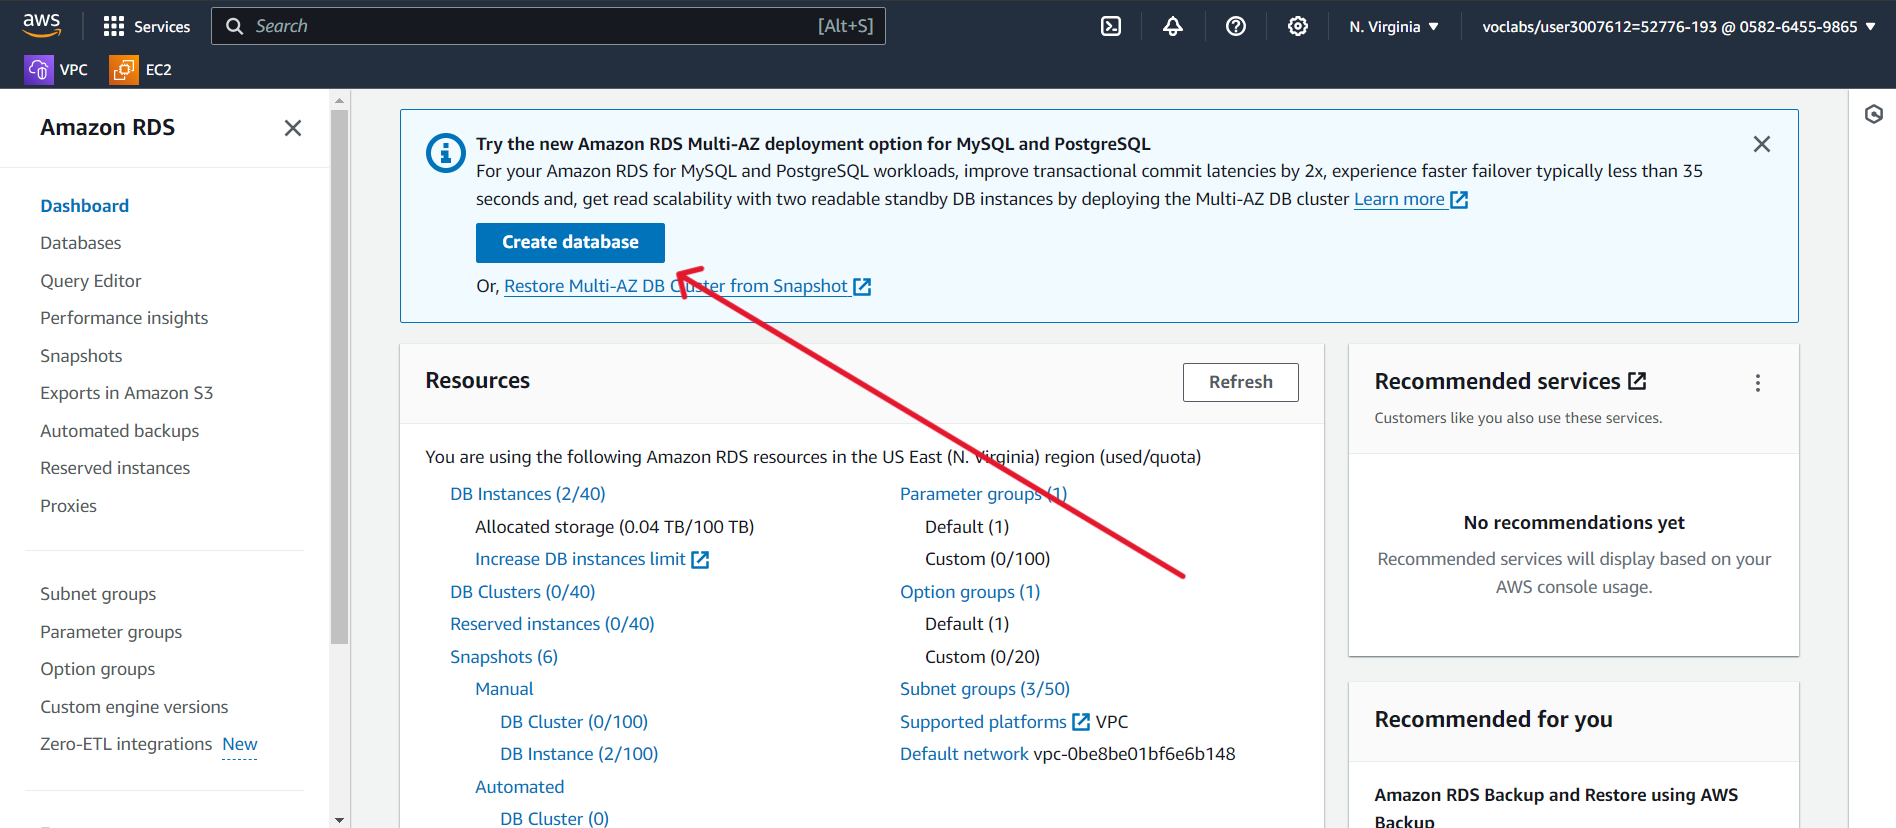 aws
Services
Search
[Alt+S]
N. Virginia
voclabs/user3007612=52776-193 @ 0582-6455-9865
VPC
EC2
Amazon RDS
Dashboard
Databases
Query Editor
Performance insights
Snapshots
Exports in Amazon S3
Automated backups
Reserved instances
Proxies
Subnet groups
Parameter groups
Option groups
Custom engine versions
Zero-ETL integrations New
Try the new Amazon RDS Multi-AZ deployment option for MySQL and PostgreSQL
For your Amazon RDS for MySQL and PostgreSQL workloads, improve transactional commit latencies by 2x, experience faster failover typically less than 35
seconds and, get read scalability with two readable standby DB instances by deploying the Multi-AZ DB cluster Learn more
Create database
Or, Restore Multi-AZ DB Cluster from Snapshot
Resources
Refresh
You are using the following Amazon RDS resources in the US East (N. Virginia) region (used/quota)
DB Instances (2/40)
Allocated storage (0.04 TB/100 TB)
Increase DB instances limit
DB Clusters (0/40)
Reserved instances (0/40)
Snapshots (6)
Manual
DB Cluster (0/100)
DB Instance (2/100)
Automated
DB Cluster (0)
Parameter groups (1)
Default (1)
Custom (0/100)
Option groups (1)
Default (1)
Custom (0/20)
Subnet groups (3/50)
Supported platforms VPC
Default network vpc-0be8be01bf6e6b148
Recommended services
Customers like you also use these services.
No recommendations yet
Recommended services will display based on your
AWS console usage.
Recommended for you
Amazon RDS Backup and Restore using AWS
Backup